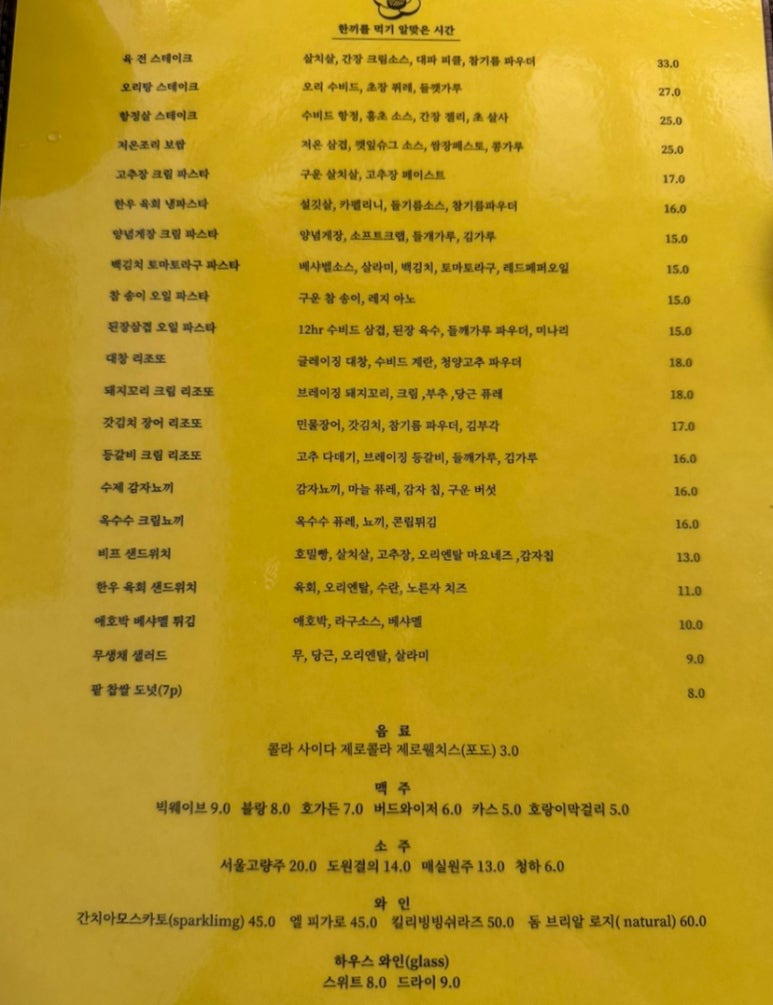 한끼를 먹기 알맞은 시간
육 전 스테이크 살치살, 간장 크림소스, 대파 피클, 참기름 파우더 33.0
오리탕 스테이크 오리 수비드, 초장 퓌레, 들깻가루 27.0
항정살 스테이크 수비드 항정, 홍초 소스, 간장 젤리, 초 살사 25.0
저온조리 보쌈 저온 삼겹, 깻잎슈그 소스, 쌈장페스토, 콩가루 25.0
고추장 크림 파스타 구운 살치살, 고추장 페이스트 17.0
한우 육회 냉파스타 설깃살, 카펠리니, 들기름소스, 참기름파우더 16.0
양념게장 크림 파스타 양념게장, 소프트크랩, 들개가루, 김가루 15.0
백김치 토마토라구 파스타 베샤벨소스, 살라미, 백김치, 토마토라구, 레드페퍼오일 15.0
참 송이 오일 파스타 구운 참 송이, 레지 아노 15.0
된장삼겹 오일 파스타 12hr 수비드 삼겹, 된장 육수, 들깨가루 파우더, 미나리 15.0
대창 리조또 글레이징 대창, 수비드 계란, 청양고추 파우더 18.0
돼지꼬리 크림 리조또 브레이징 돼지꼬리, 크림 ,부추 ,당근 퓨레 18.0
갓김치 장어 리조또 민물장어, 갓김치, 참기름 파우더, 김부각 17.0
등갈비 크림 리조또 고추 다데기, 브레이징 등갈비, 들깨가루, 김가루 16.0
수제 감자뇨끼 감자뇨끼, 마늘 퓨레, 감자 칩, 구운 버섯 16.0
옥수수 크림뇨끼 옥수수 퓨레, 뇨끼, 콘립튀김 16.0
비프 샌드위치 호밀빵, 살치살, 고추장, 오리엔탈 마요네즈 ,감자칩 13.0
한우 육회 샌드위치 육회, 오리엔탈, 수란, 노른자 치즈 11.0
애호박 베샤멜 튀김 애호박, 라구소스, 베샤멜 10.0
무생채 샐러드 무, 당근, 오리엔탈, 살라미 9.0
팥 찹쌀 도넛(7p) 8.0
음 료
콜라 사이다 제로콜라 제로웰치스(포도) 3.0
맥 주
빅웨이브 9.0 블랑 8.0 호가든 7.0 버드와이저 6.0 카스 5.0 호랑이막걸리 5.0
소 주
서울고량주 20.0 도원결의 14.0 매실원주 13.0 청하 6.0
와 인
간치아모스카토(sparklimg) 45.0 엘 피가로 45.0 킬리빙빙쉬라즈 50.0 돔 브리알 로지( natural) 60.0
하우스 와인(glass)
스위트 8.0 드라이 9.0